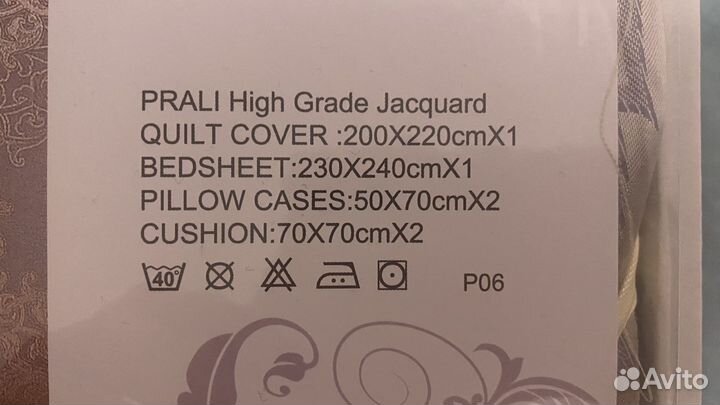 PRALI High Grade Jacquard
QUILT COVER :200X220cmX1
BEDSHEET:230X240cmX1
PILLOW CASES:50X70cmX2
CUSHION:70X70cmX2
40° P06
Avito